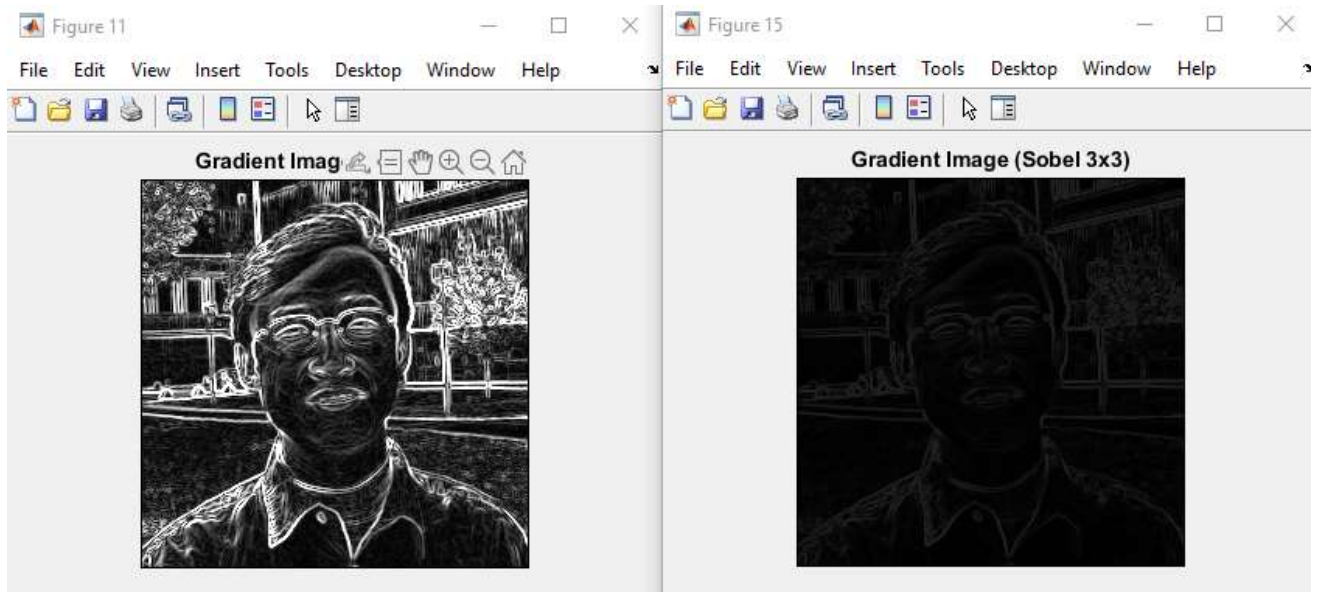 Figure 11
File Edit View Insert Tools Desktop Window Help
Gradient Imag
Figure 15
File Edit View Insert Tools Desktop Window Help
Gradient Image (Sobel 3x3)